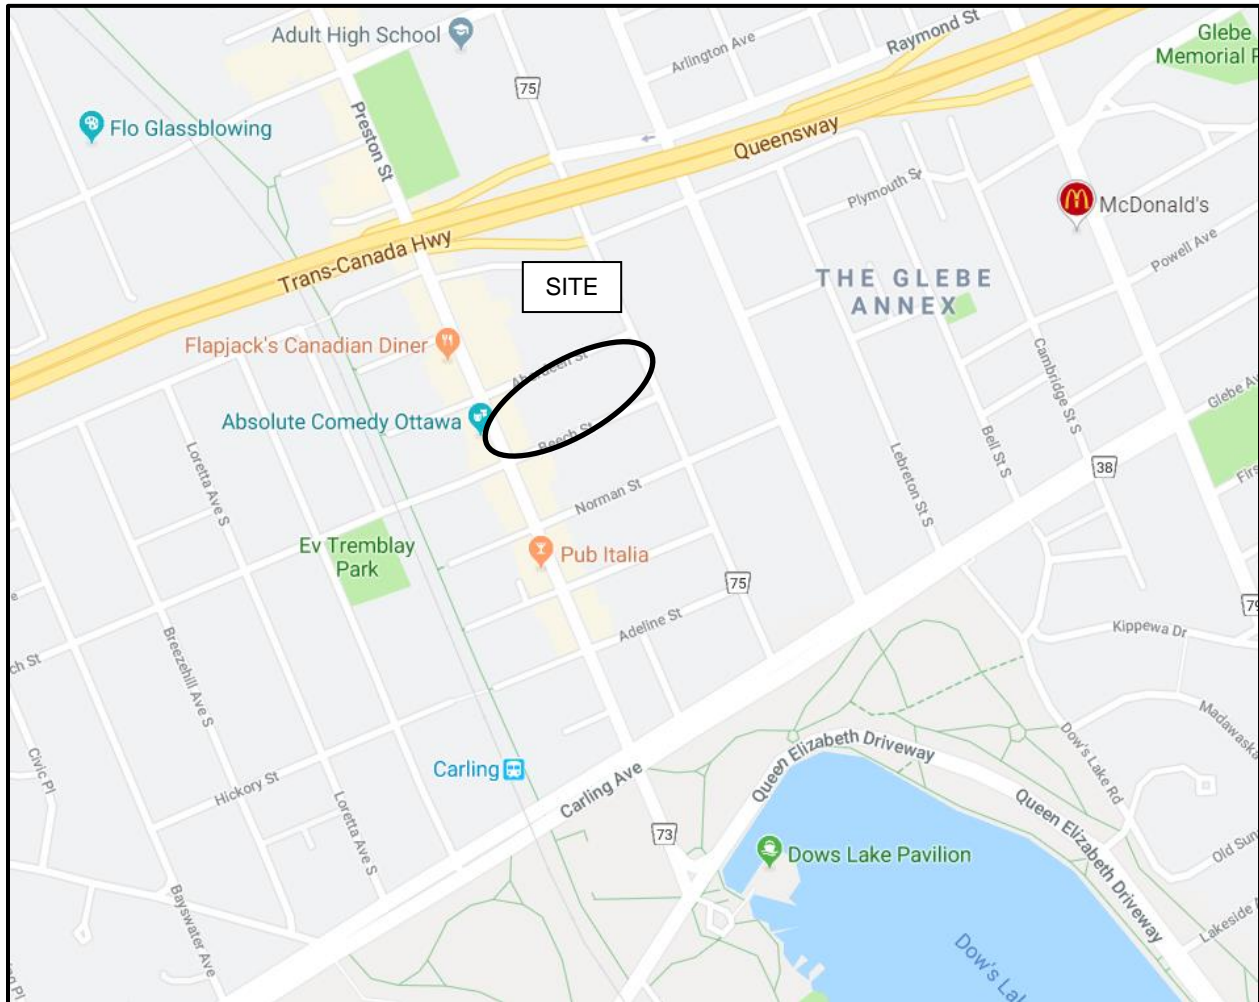 Adult High School
Raymond St
Glebe
Memorial
Arlington Ave
75
Flo Glassblowing
Preston St
Queensway
Plymouth St
McDonald's
Powell Ave
Trans-Canada Hwy
SITE
THE GLEBE
ANNEX
Flapjack's Canadian Diner
Aberdeen St
Cambridge St S
Glebe
Absolute Comedy Ottawa
Beech St
Loretta Ave S
Lebreton St S
Bell St S
38
Norman St
Ev Tremblay
Park
Pub Italia
75
Adeline St
Kippewa Dr
Breezehill Ave S
Civic Pl
Madawaska
Dow's Lake Rd
Queen Elizabeth Driveway
Carling
Hickory St
Carling Ave
Loretta Ave S
Queen Elizabeth Driveway
73
Dows Lake Pavilion
Old
Bayswater Ave
Lakeside
Dow's